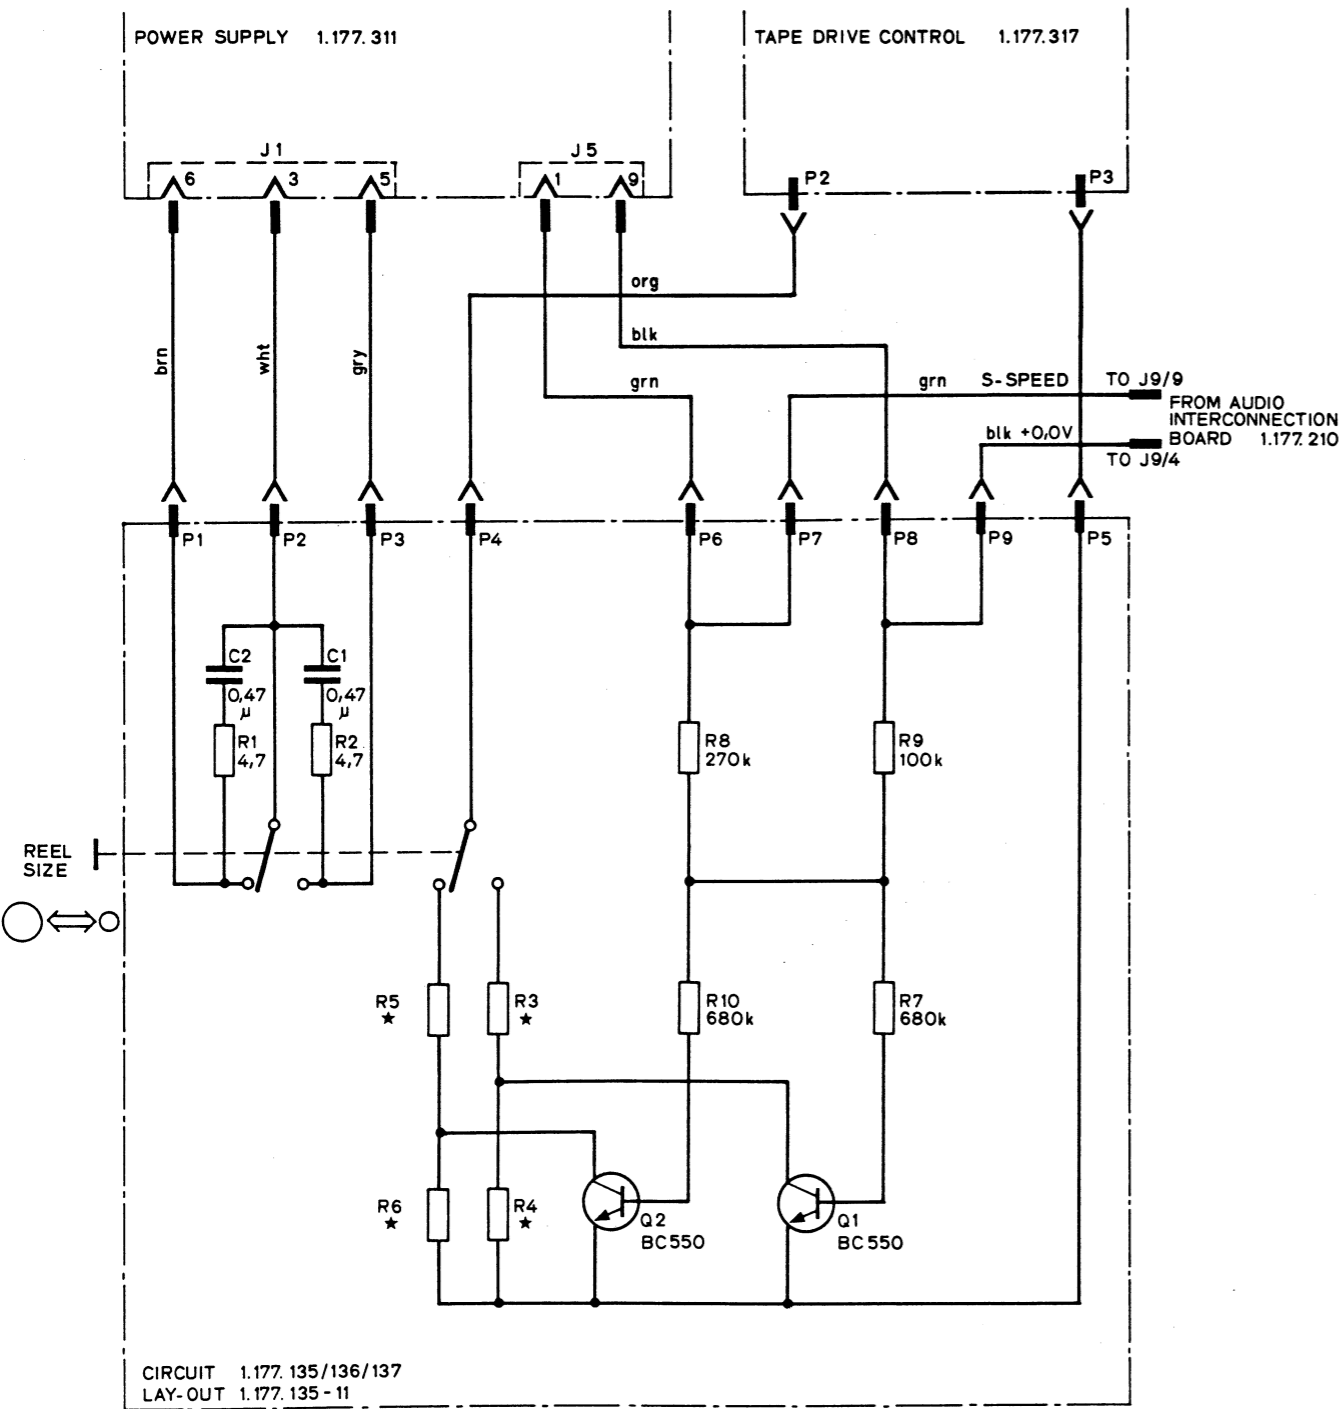 POWER SUPPLY 1.177.311
TAPE DRIVE CONTROL 1.177.317
J1
J5
6
3
5
1
9
P2
P3
org
blk
grn
brn
wht
gry
grn S-SPEED TO J9/9
FROM AUDIO
INTERCONNECTION
BOARD 1.177.210
blk +0,0V
TO J9/4
P1
P2
P3
P4
P6
P7
P8
P9
P5
C2
0,47
µ
C1
0,47
µ
R1
4,7
R2
4,7
R8
270k
R9
100k
REEL
SIZE
R5
★
R3
★
R10
680k
R7
680k
R6
★
R4
★
Q2
BC550
Q1
BC550
CIRCUIT 1.177.135/136/137
LAY-OUT 1.177.135-11